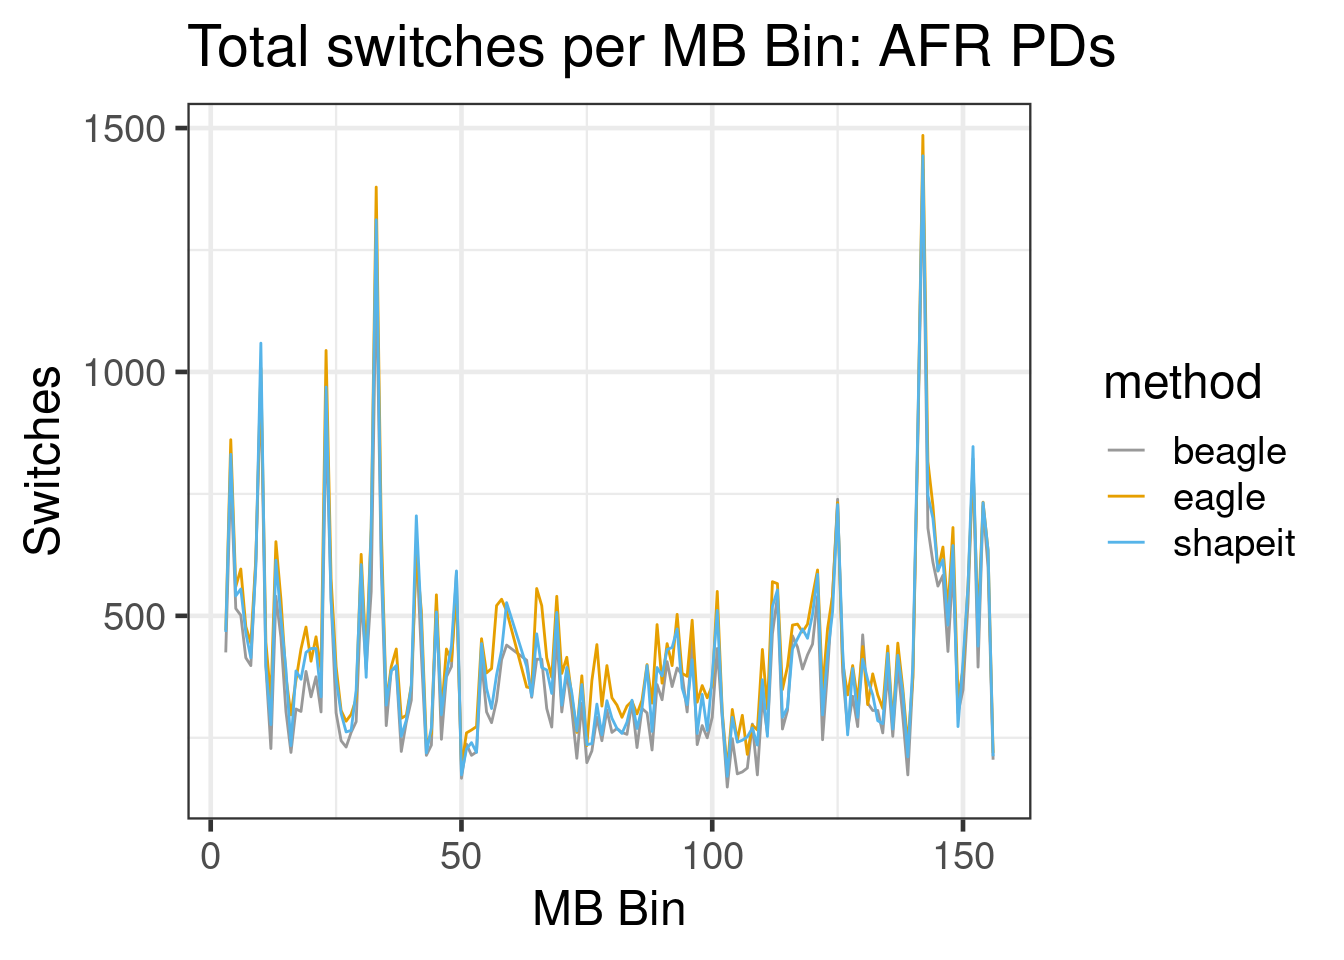 Total switches per MB Bin: AFR PDs
1500
1000
500
Switches
0 50 100 150
MB Bin
method
beagle
eagle
shapeit